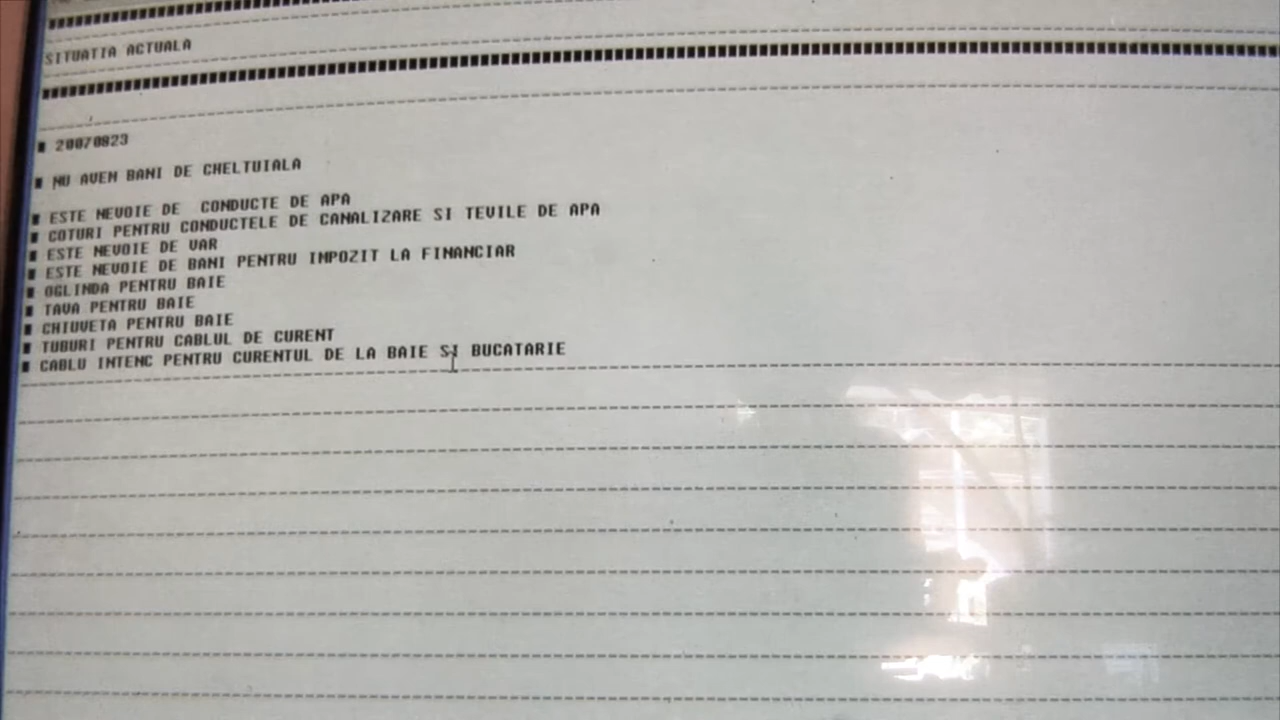 SITUATIA ACTUALA
20070823
NU AVEM BANI DE CHELTUIALA
ESTE NEVOIE DE CONDUCTE DE APA
COTURI PENTRU CONDUCTELE DE CANALIZARE SI TEVILE DE APA
ESTE NEVOIE DE VAR
ESTE NEVOIE DE BANI PENTRU IMPOZIT LA FINANCIAR
OGLINDA PENTRU BAIE
TAVA PENTRU BAIE
CHIUVETA PENTRU BAIE
TUBURI PENTRU CABLUL DE CURENT
CABLU INTENC PENTRU CURENTUL DE LA BAIE SI BUCATARIE